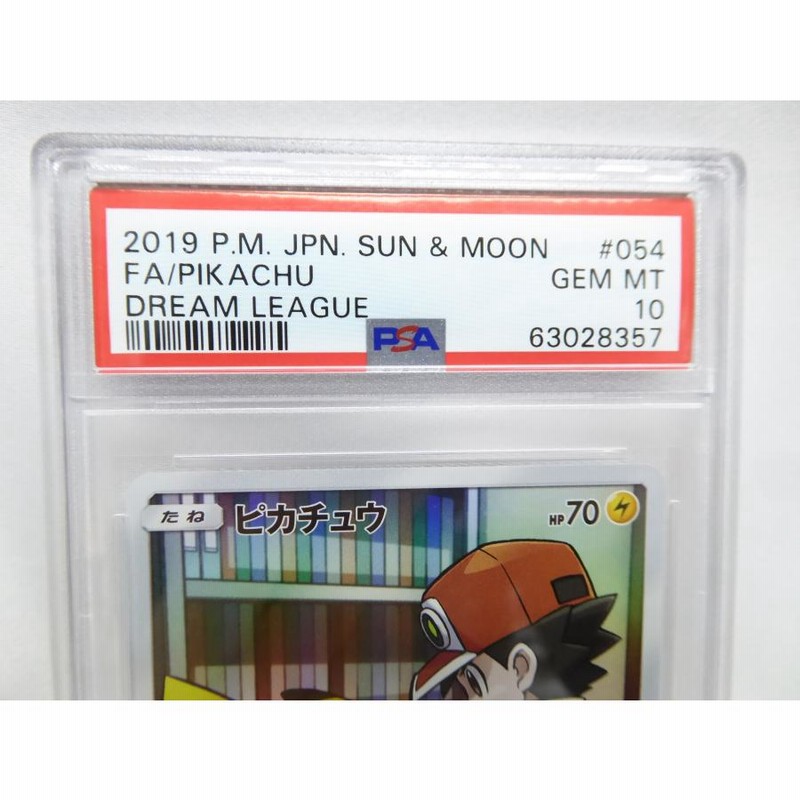 2019 P.M. JPN. SUN & MOON #054
FA/PIKACHU GEM MT
DREAM LEAGUE 10
PSA 63028357
たね ピカチュウ HP70